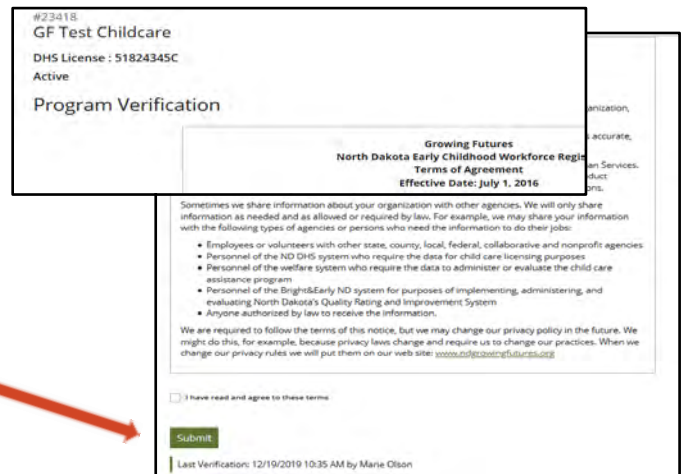 #23418
GF Test Childcare
DHS License : 51824345C
Active
Program Verification
Growing Futures
North Dakota Early Childhood Workforce Regis
Terms of Agreement
Effective Date: July 1, 2016
anization,
accurate,
an Services.
duct
ons.
Sometimes we share information about your organization with other agencies. We will only share
information as needed and as allowed or required by law. For example, we may share your information
with the following types of agencies or persons who need the information to do their jobs:
• Employees or volunteers with other state, county, local, federal, collaborative and nonprofit agencies
• Personnel of the ND DHS system who require the data for child care licensing purposes
• Personnel of the welfare system who require the data to administer or evaluate the child care
assistance program
• Personnel of the Bright&Early ND system for purposes of implementing, administering, and
evaluating North Dakota's Quality Rating and Improvement System
• Anyone authorized by law to receive the information.
We are required to follow the terms of this notice, but we may change our privacy policy in the future. We
might do this, for example, because privacy laws change and require us to change our practices. When we
change our privacy rules we will put them on our web site: www.ndgrowingfutures.org
I have read and agree to these terms
Submit
Last Verification: 12/19/2019 10:35 AM by Marie Olson